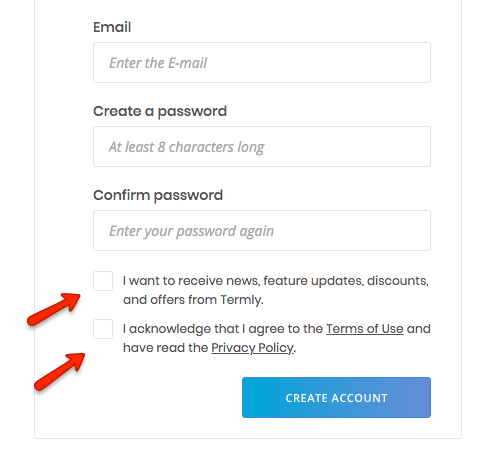 Email
Enter the E-mail
Create a password
At least 8 characters long
Confirm password
Enter your password again
I want to receive news, feature updates, discounts,
and offers from Termly.
I acknowledge that I agree to the Terms of Use and
have read the Privacy Policy.
CREATE ACCOUNT